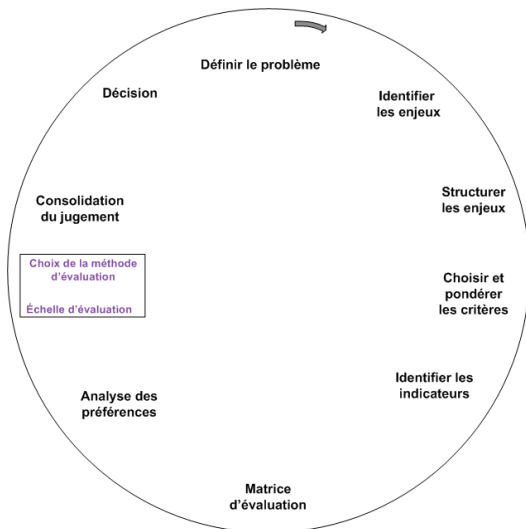 Définir le problème
Identifier
les enjeux
Structurer
les enjeux
Choisir et
pondérer
les critères
Identifier les
indicateurs
Matrice
d'évaluation
Analyse des
préférences
Choix de la méthode
d'évaluation
Échelle d'évaluation
Consolidation
du jugement
Décision